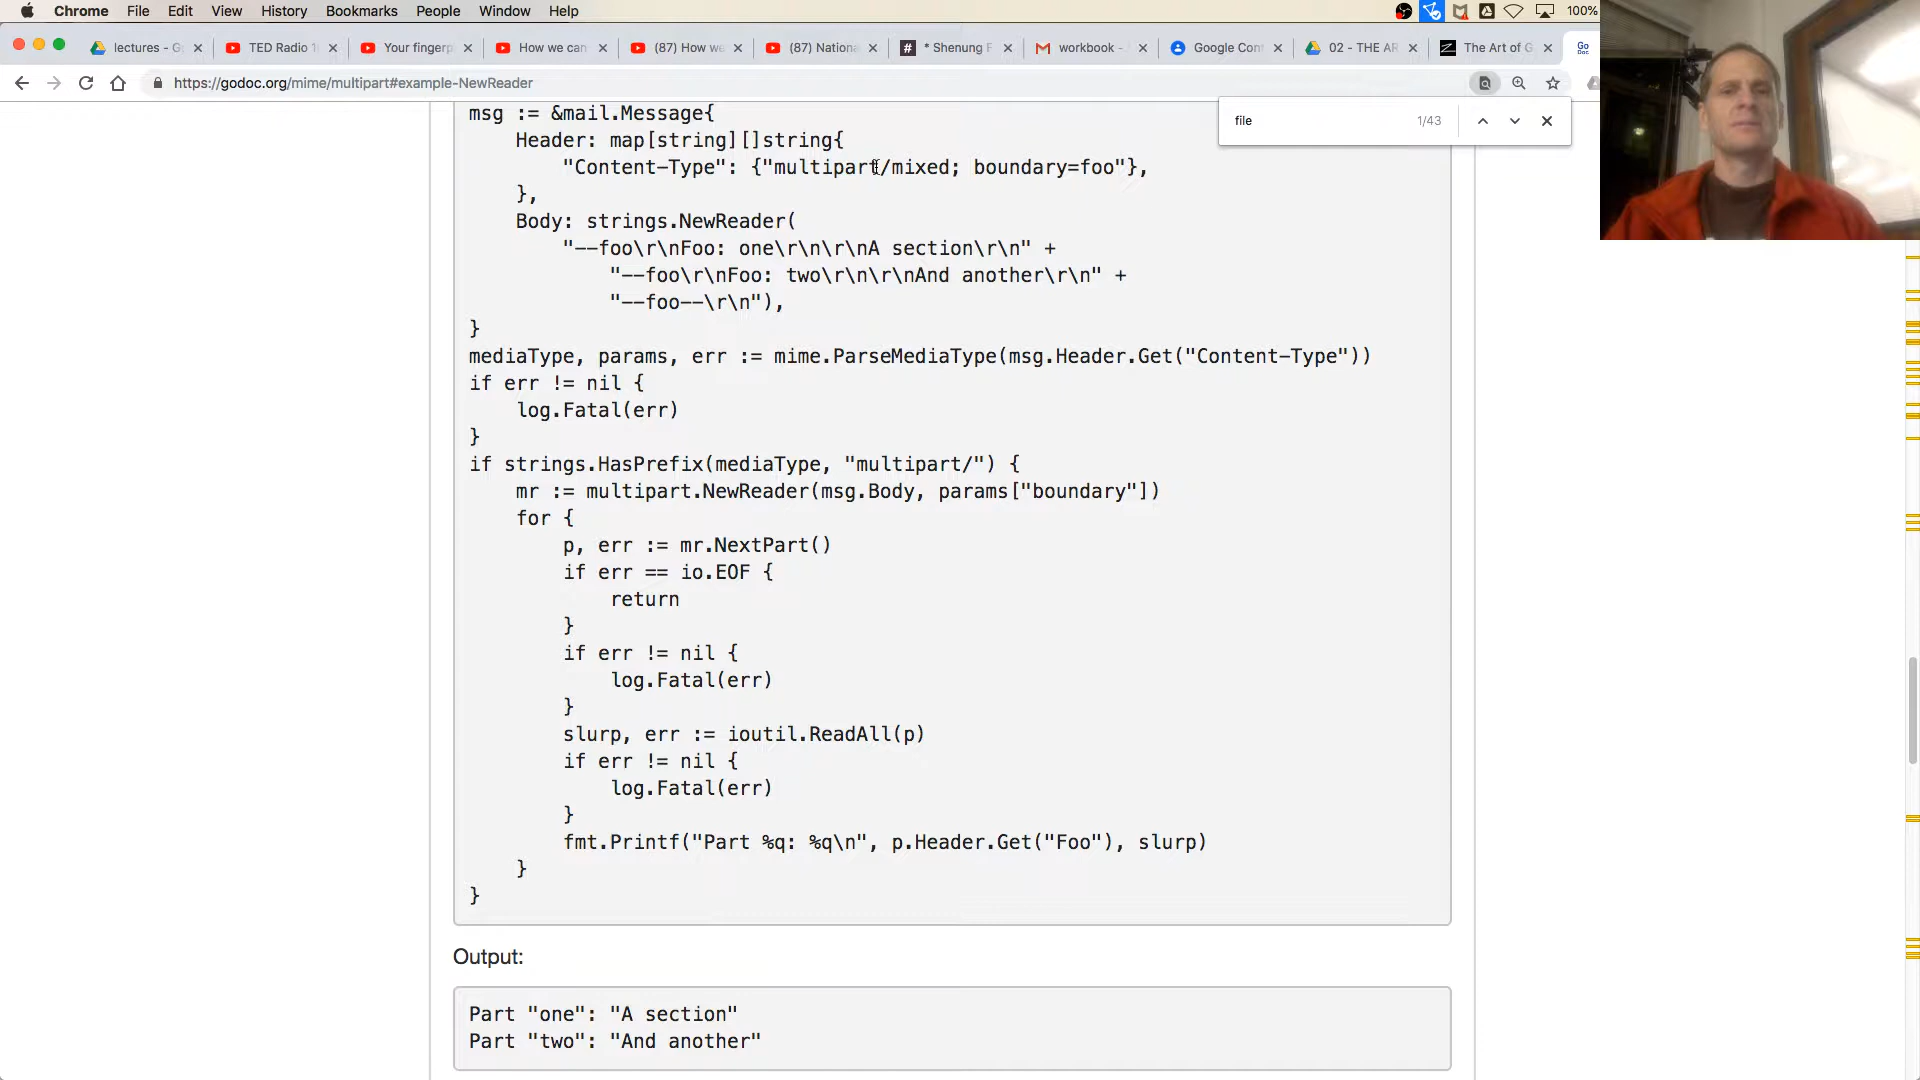 Chrome File Edit View History Bookmarks People Window Help 100%
lectures - G TED Radio 1 Your fingerp How we can (87) How we (87) Nationa * Shenung F workbook - Google Con 02 - THE AR The Art of G Go Doc
https://godoc.org/mime/multipart#example-NewReader
file 1/43
msg := &mail.Message{
Header: map[string][]string{
"Content-Type": {"multipart/mixed; boundary=foo"},
},
Body: strings.NewReader(
"--foo\r\nFoo: one\r\n\r\nA section\r\n" +
"--foo\r\nFoo: two\r\n\r\nAnd another\r\n" +
"--foo--\r\n"),
}
mediaType, params, err := mime.ParseMediaType(msg.Header.Get("Content-Type"))
if err != nil {
log.Fatal(err)
}
if strings.HasPrefix(mediaType, "multipart/") {
mr := multipart.NewReader(msg.Body, params["boundary"])
for {
p, err := mr.NextPart()
if err == io.EOF {
return
}
if err != nil {
log.Fatal(err)
}
slurp, err := ioutil.ReadAll(p)
if err != nil {
log.Fatal(err)
}
fmt.Printf("Part %q: %q\n", p.Header.Get("Foo"), slurp)
}
}
Output:
Part "one": "A section"
Part "two": "And another"